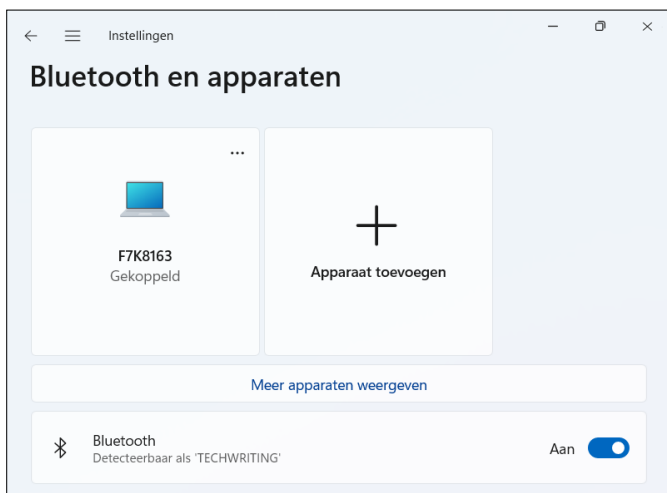 Instellingen
Bluetooth en apparaten
F7K8163
Gekoppeld
Apparaat toevoegen
Meer apparaten weergeven
Bluetooth
Detecteerbaar als 'TECHWRITING'
Aan